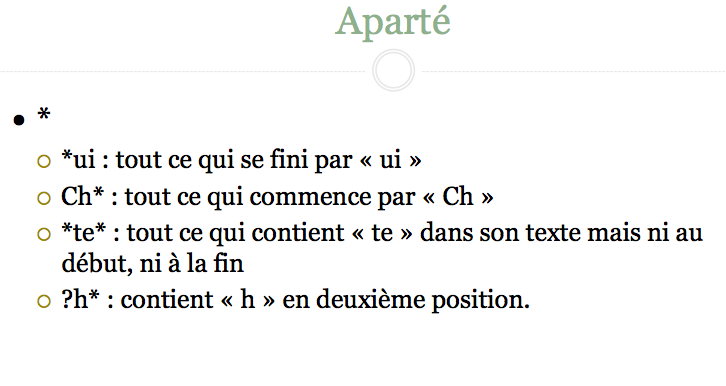 Aparté
*
*ui : tout ce qui se fini par « ui »
Ch* : tout ce qui commence par « Ch »
*te* : tout ce qui contient « te » dans son texte mais ni au
début, ni à la fin
?h* : contient « h » en deuxième position.